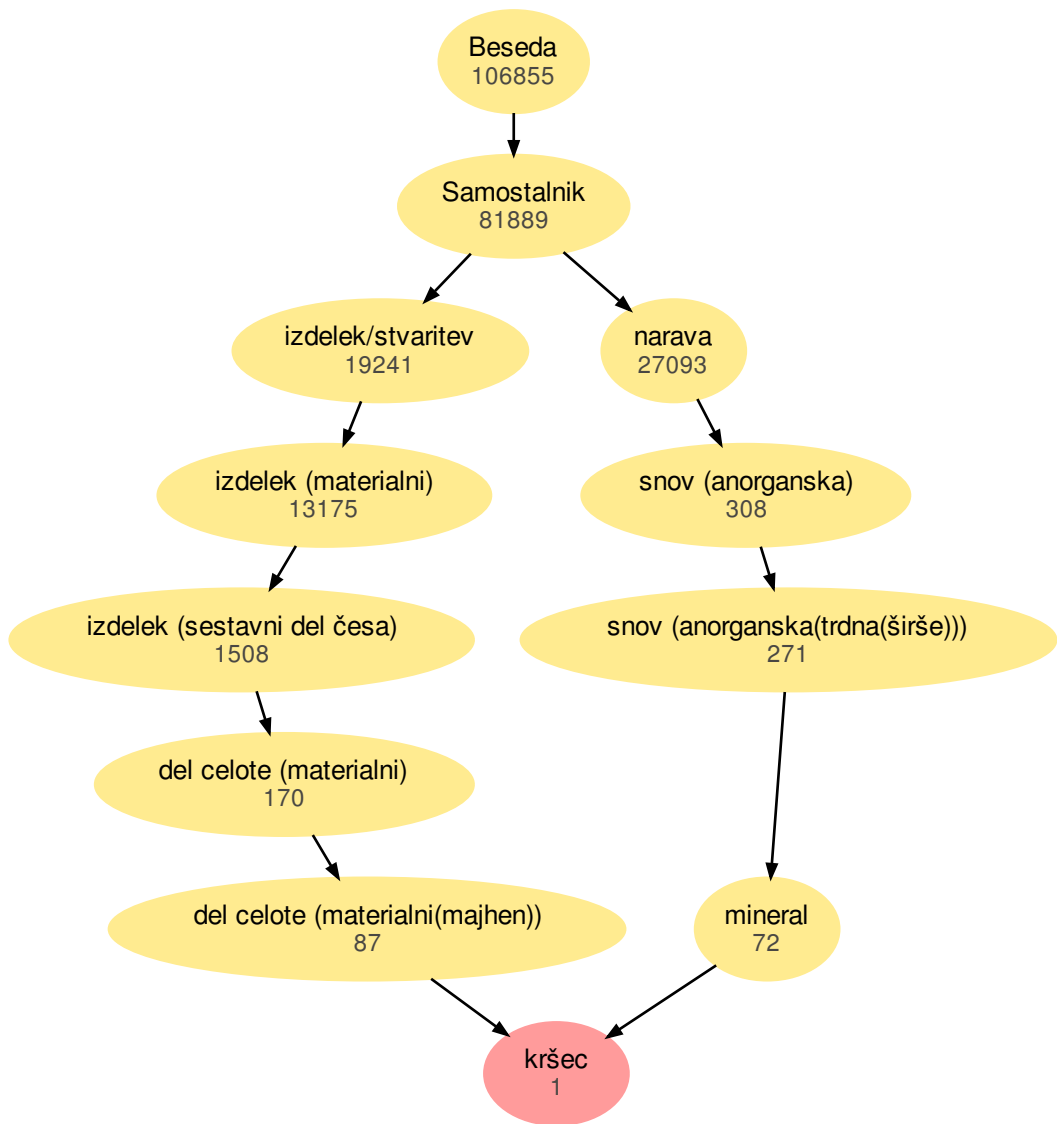 Beseda
106855
Samostalnik
81889
izdelek/stvaritev
19241
narava
27093
izdelek (materialni)
13175
snov (anorganska)
308
izdelek (sestavni del česa)
1508
snov (anorganska(trdna(širše)))
271
del celote (materialni)
170
del celote (materialni(majhen))
87
mineral
72
kršec
1